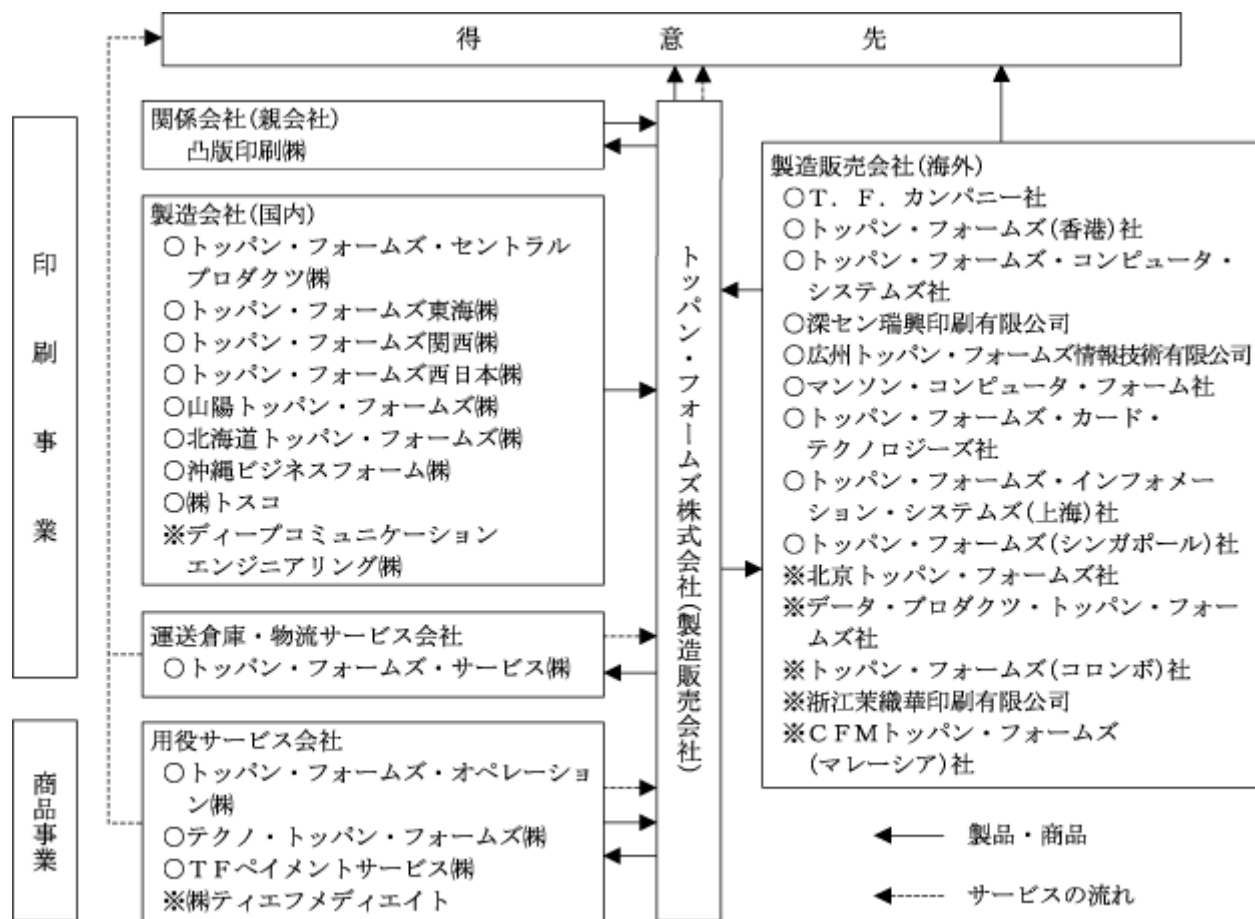 得意先
印刷事業
関係会社(親会社)
凸版印刷㈱
製造会社(国内)
○トッパン・フォームズ・セントラル
プロダクツ㈱
○トッパン・フォームズ東海㈱
○トッパン・フォームズ関西㈱
○トッパン・フォームズ西日本㈱
○山陽トッパン・フォームズ㈱
○北海道トッパン・フォームズ㈱
○沖縄ビジネスフォーム㈱
○㈱トスコ
※ディープコミュニケーション
エンジニアリング㈱
運送倉庫・物流サービス会社
○トッパン・フォームズ・サービス㈱
商品事業
用役サービス会社
○トッパン・フォームズ・オペレーショ
ン㈱
○テクノ・トッパン・フォームズ㈱
○TFペイメントサービス㈱
※㈱ティエフメディエイト
トッパン・フォームズ株式会社(製造販売会社)
製造販売会社(海外)
○T．F．カンパニー社
○トッパン・フォームズ(香港)社
○トッパン・フォームズ・コンピュータ・
システムズ社
○深セン瑞興印刷有限公司
○広州トッパン・フォームズ情報技術有限公司
○マンソン・コンピュータ・フォーム社
○トッパン・フォームズ・カード・
テクノロジーズ社
○トッパン・フォームズ・インフォメー
ション・システムズ(上海)社
○トッパン・フォームズ(シンガポール)社
※北京トッパン・フォームズ社
※データ・プロダクツ・トッパン・フォー
ムズ社
※トッパン・フォームズ(コロンボ)社
※浙江茉織華印刷有限公司
※CFMトッパン・フォームズ
(マレーシア)社
製品・商品
サービスの流れ